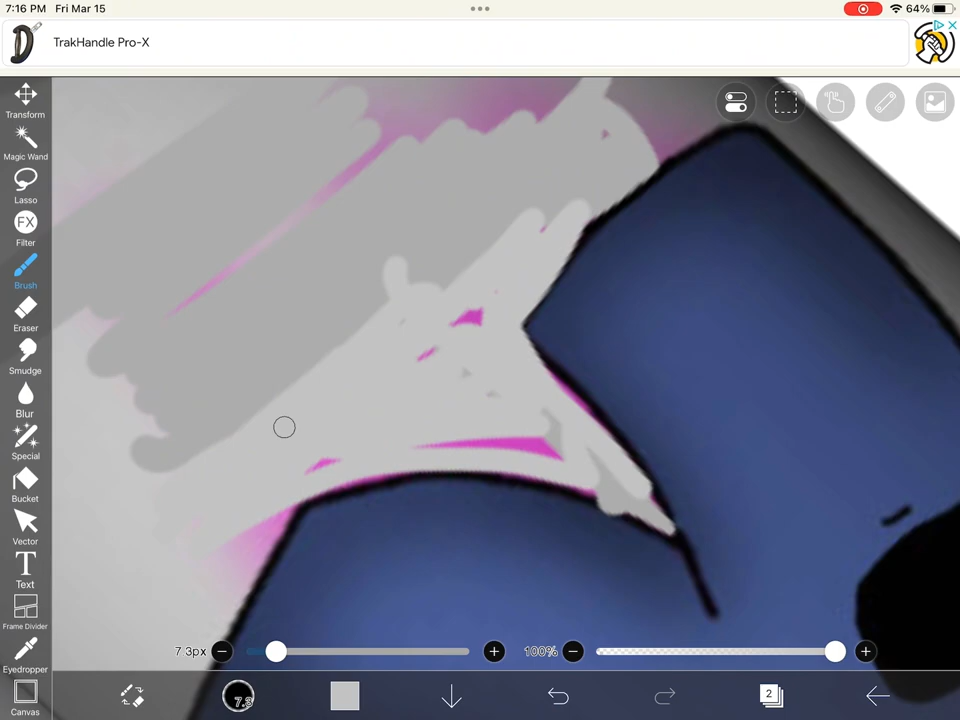 7:16 PM Fri Mar 15
64%
TrakHandle Pro-X
Transform
Magic Wand
Lasso
FX
Filter
Brush
Eraser
Smudge
Blur
Special
Bucket
Vector
T
Text
Frame Divider
Eyedropper
Canvas
7.3px
100%
7.3
2